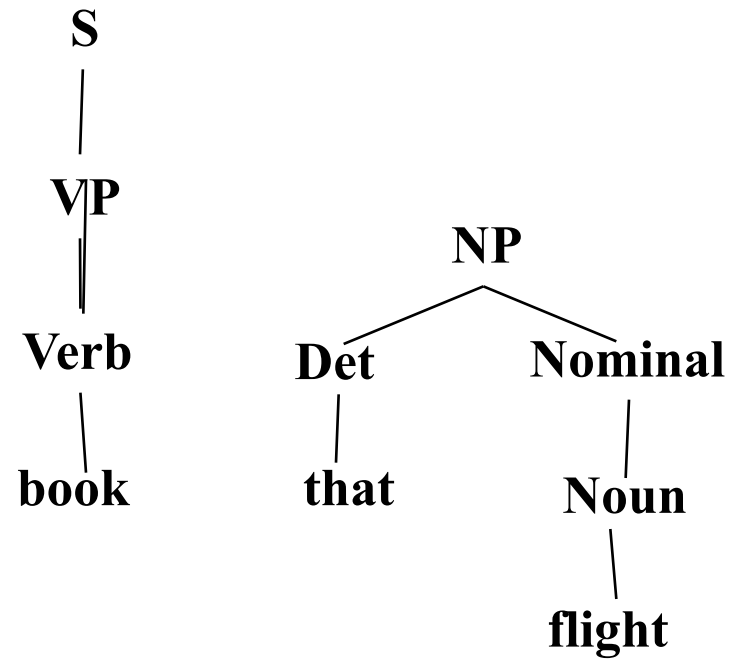 S
VP
NP
Verb
Det
Nominal
book
that
Noun
flight